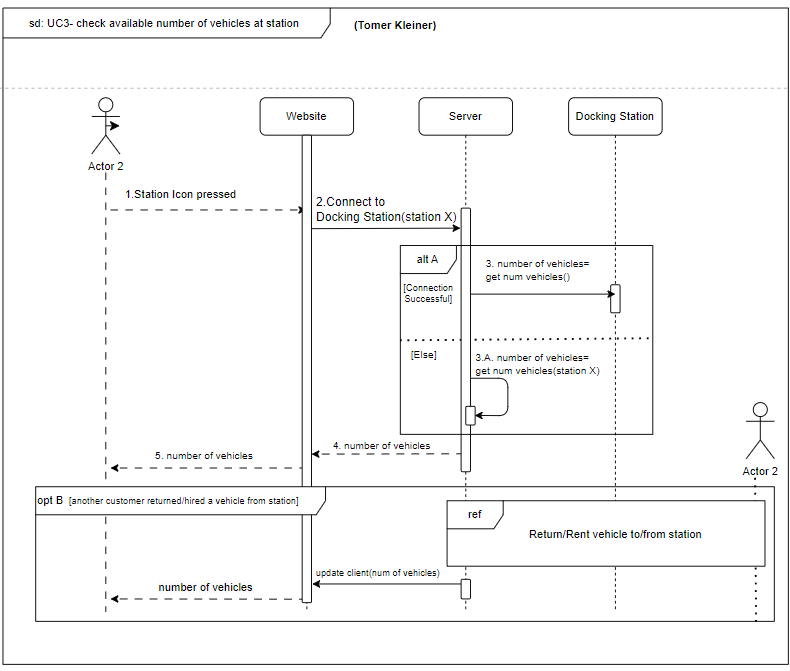 sd: UC3- check available number of vehicles at station
(Tomer Kleiner)
Website
Server
Docking Station
Actor 2
1.Station Icon pressed
2.Connect to
Docking Station(station X)
alt A
3. number of vehicles=
get num vehicles()
[Connection
Successful]
[Else]
3.A. number of vehicles=
get num vehicles(station X)
4. number of vehicles
5. number of vehicles
Actor 2
opt B [another customer returned/hired a vehicle from station]
ref
Return/Rent vehicle to/from station
update client(num of vehicles)
number of vehicles